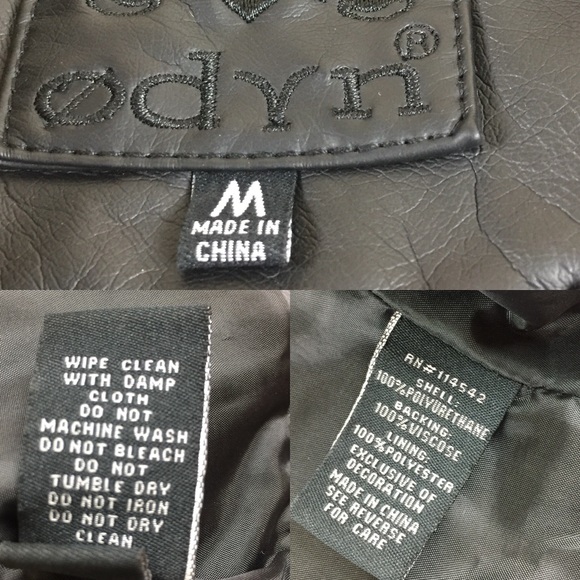 ødyn®
M
MADE IN
CHINA
WIPE CLEAN
WITH DAMP
CLOTH
DO NOT
MACHINE WASH
DO NOT BLEACH
DO NOT
TUMBLE DRY
DO NOT IRON
DO NOT DRY
CLEAN
RN#114542
SHELL:
100%POLYURETHANE
BACKING:
100%VISCOSE
LINING:
100%POLYESTER
EXCLUSIVE OF
DECORATION
MADE IN CHINA
SEE REVERSE
FOR CARE